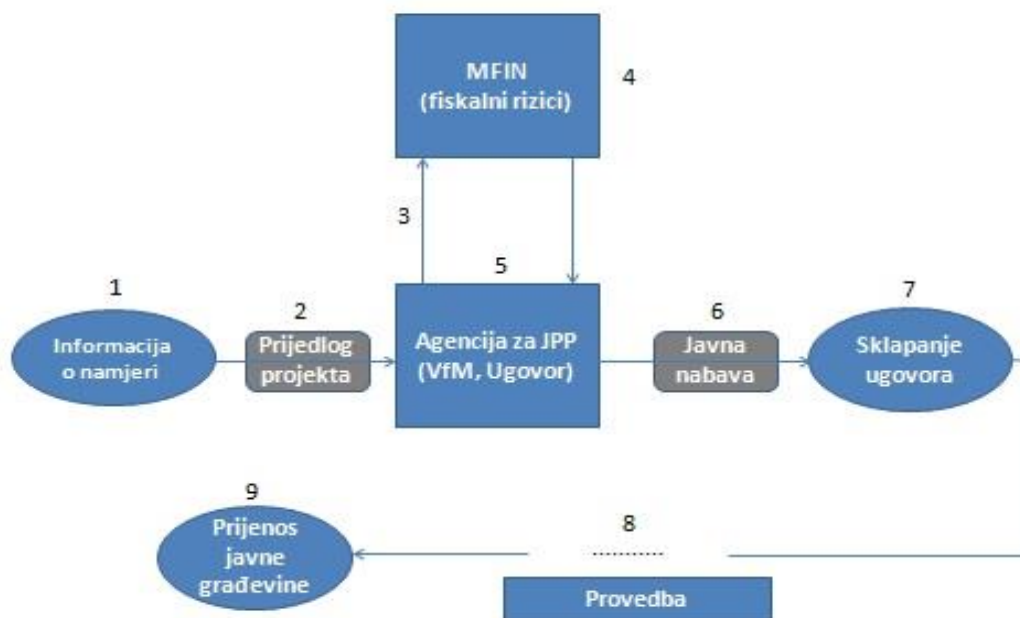 MFIN
(fiskalni rizici)
4
3
5
1
2
6
7
Informacija
o namjeri
Prijedlog
projekta
Agencija za JPP
(VfM, Ugovor)
Javna
nabava
Sklapanje
ugovora
9
8
Prijenos
javne
građevine
Provedba